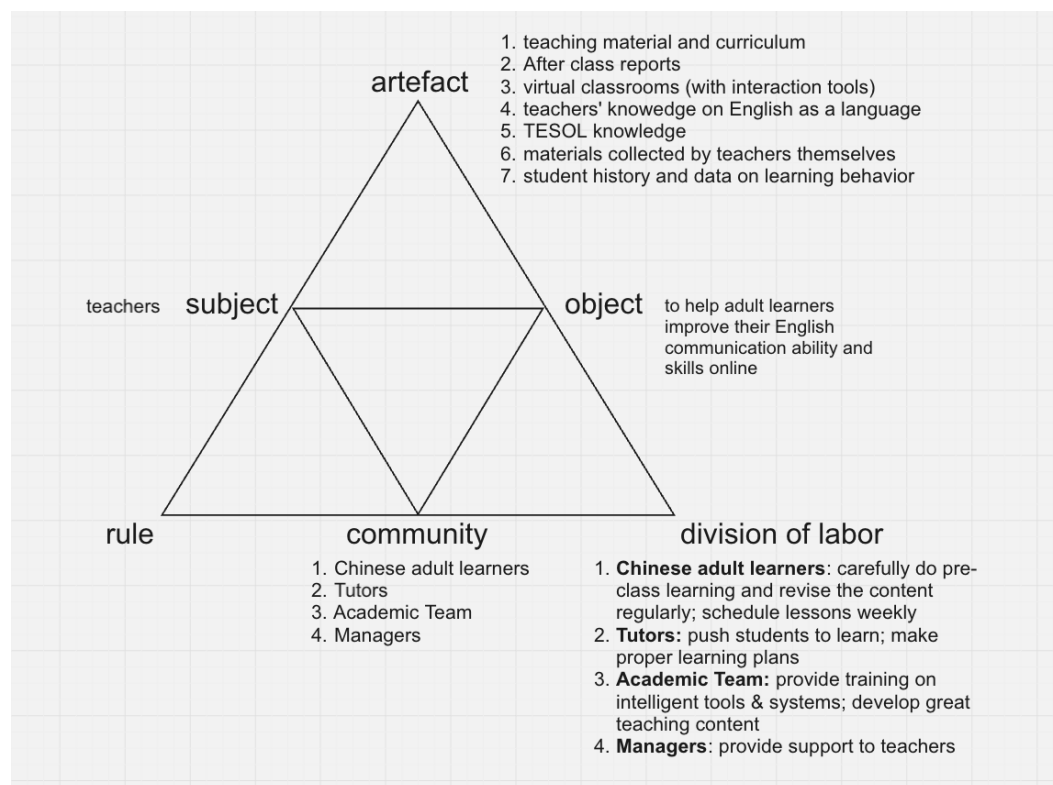 1. teaching material and curriculum
2. After class reports
3. virtual classrooms (with interaction tools)
4. teachers' knowedge on English as a language
5. TESOL knowledge
6. materials collected by teachers themselves
7. student history and data on learning behavior
artefact
teachers
subject
object
to help adult learners
improve their English
communication ability and
skills online
rule
community
division of labor
1. Chinese adult learners
2. Tutors
3. Academic Team
4. Managers
1. Chinese adult learners: carefully do pre-
class learning and revise the content
regularly; schedule lessons weekly
2. Tutors: push students to learn; make
proper learning plans
3. Academic Team: provide training on
intelligent tools & systems; develop great
teaching content
4. Managers: provide support to teachers